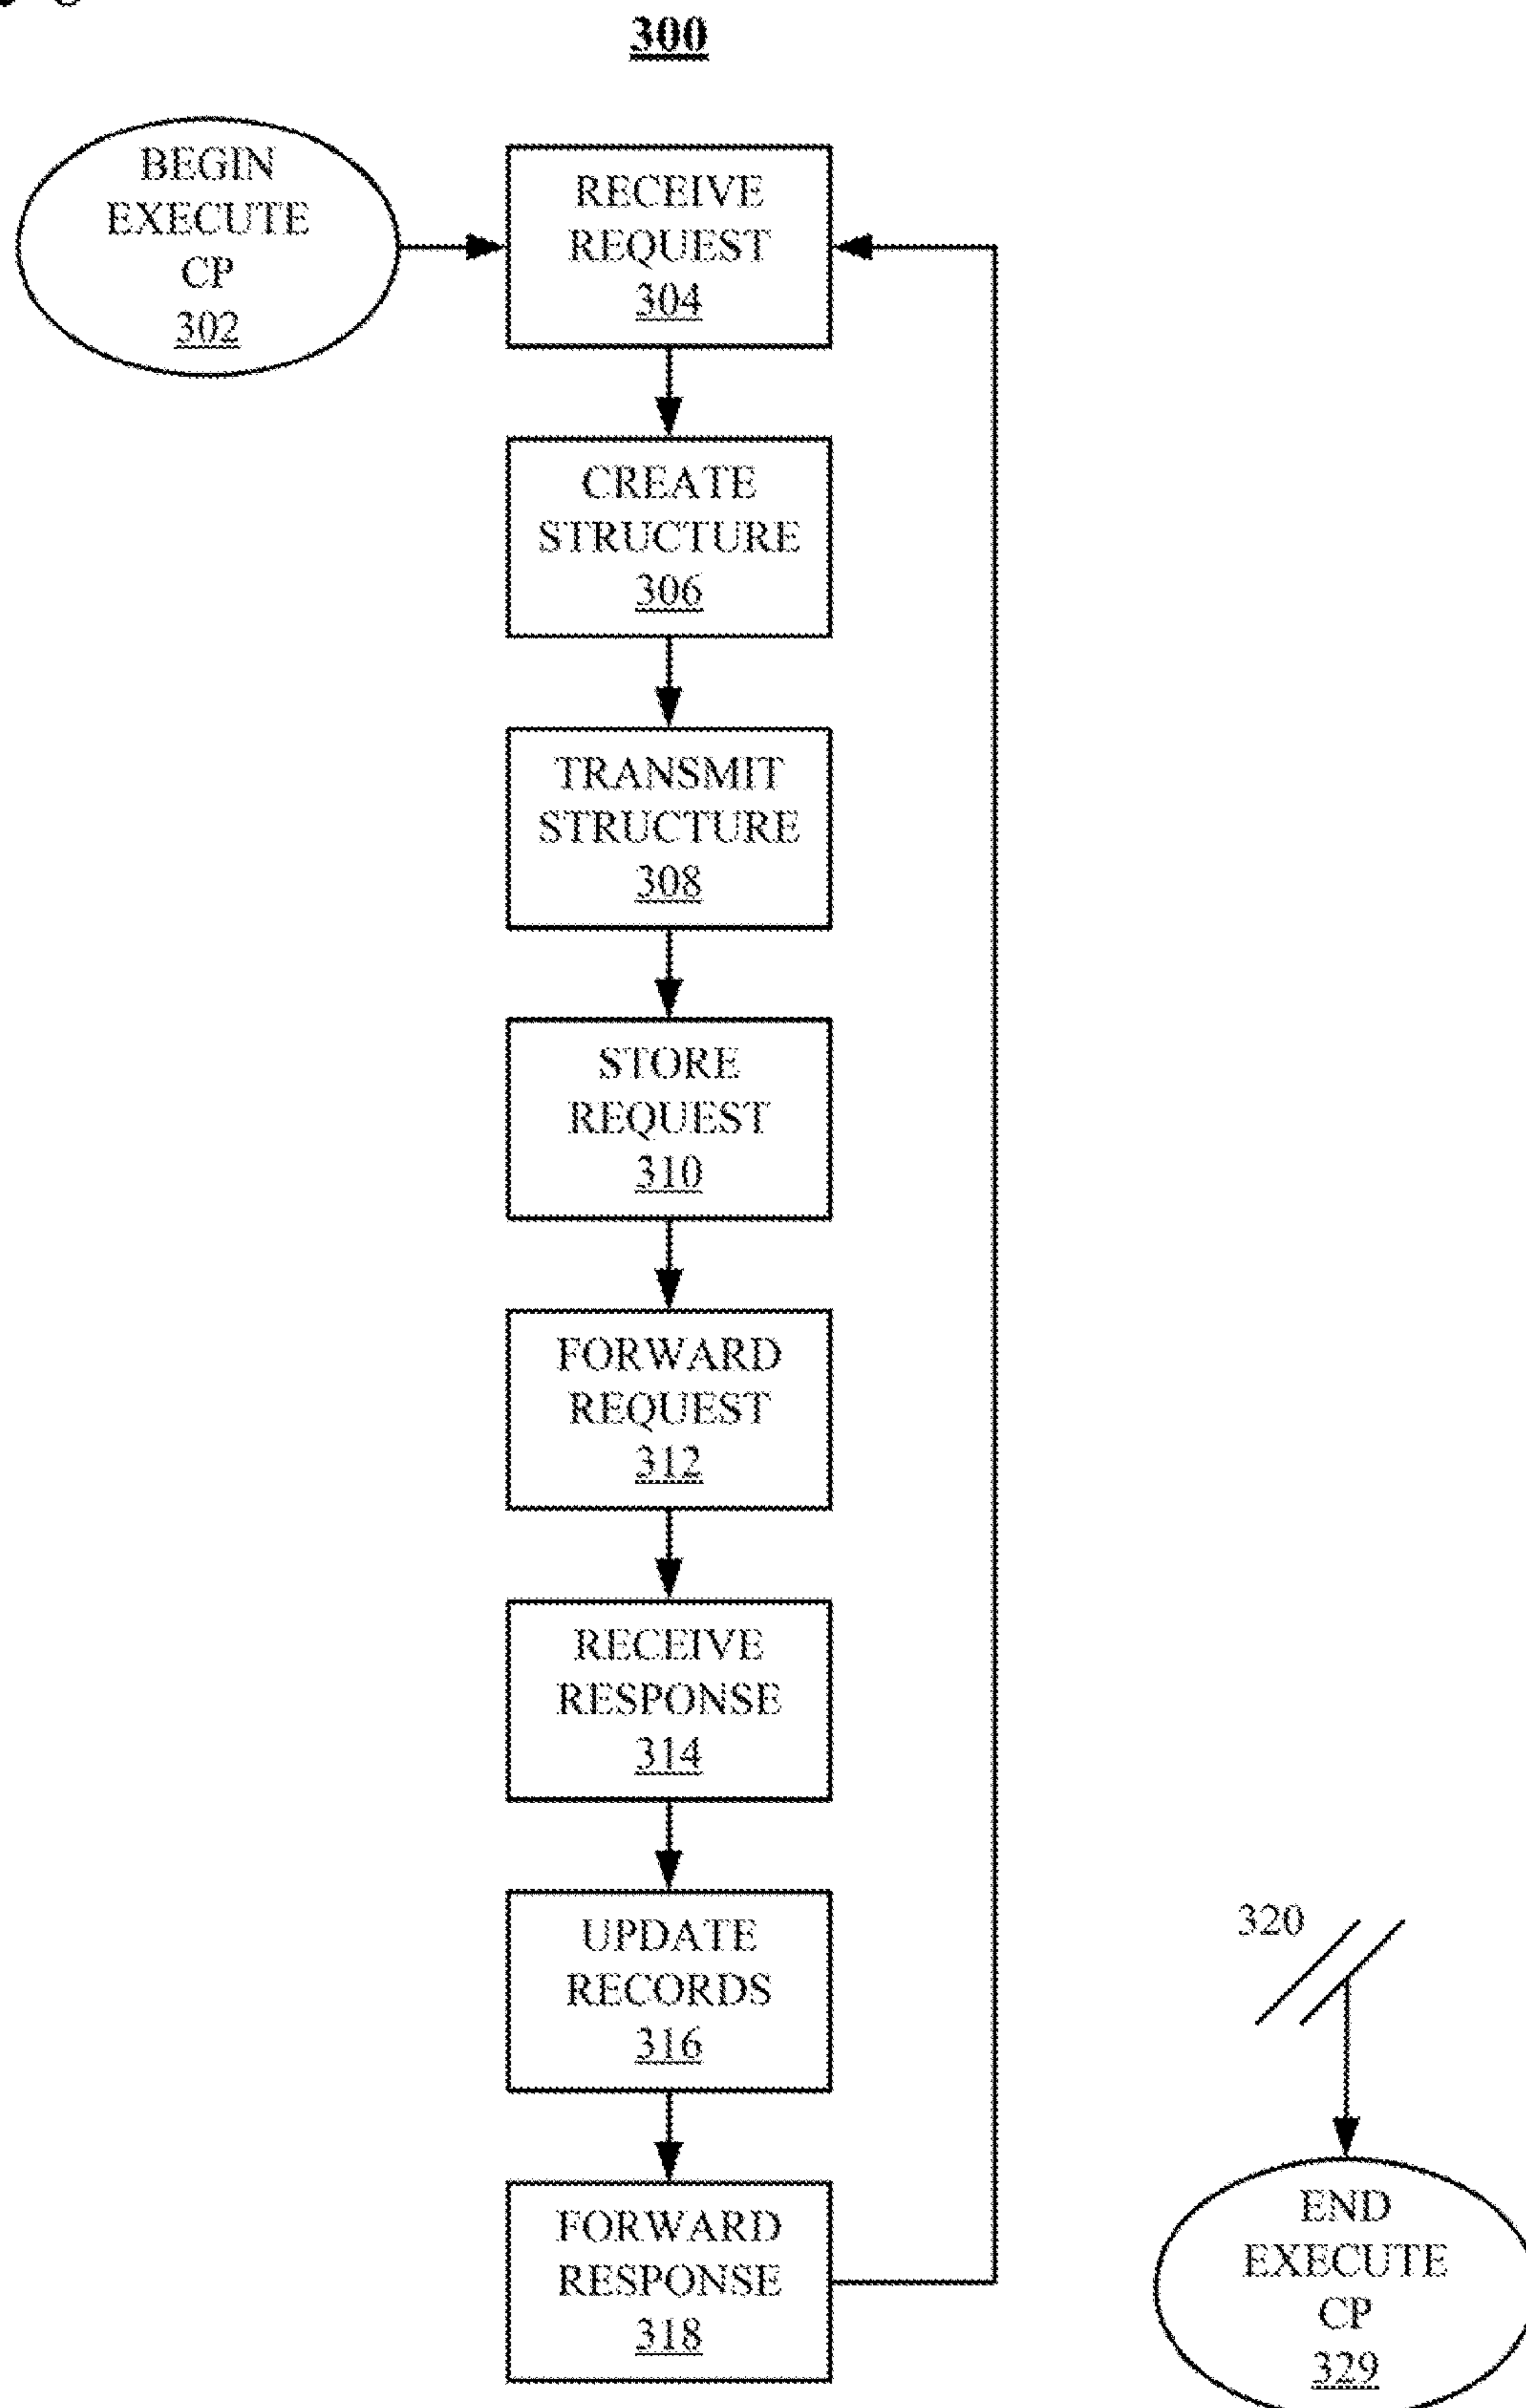 300
BEGIN
EXECUTE
CP
302
RECEIVE
REQUEST
304
CREATE
STRUCTURE
306
TRANSMIT
STRUCTURE
308
STORE
REQUEST
310
FORWARD
REQUEST
312
RECEIVE
RESPONSE
314
UPDATE
RECORDS
316
FORWARD
RESPONSE
318
320
END
EXECUTE
CP
329